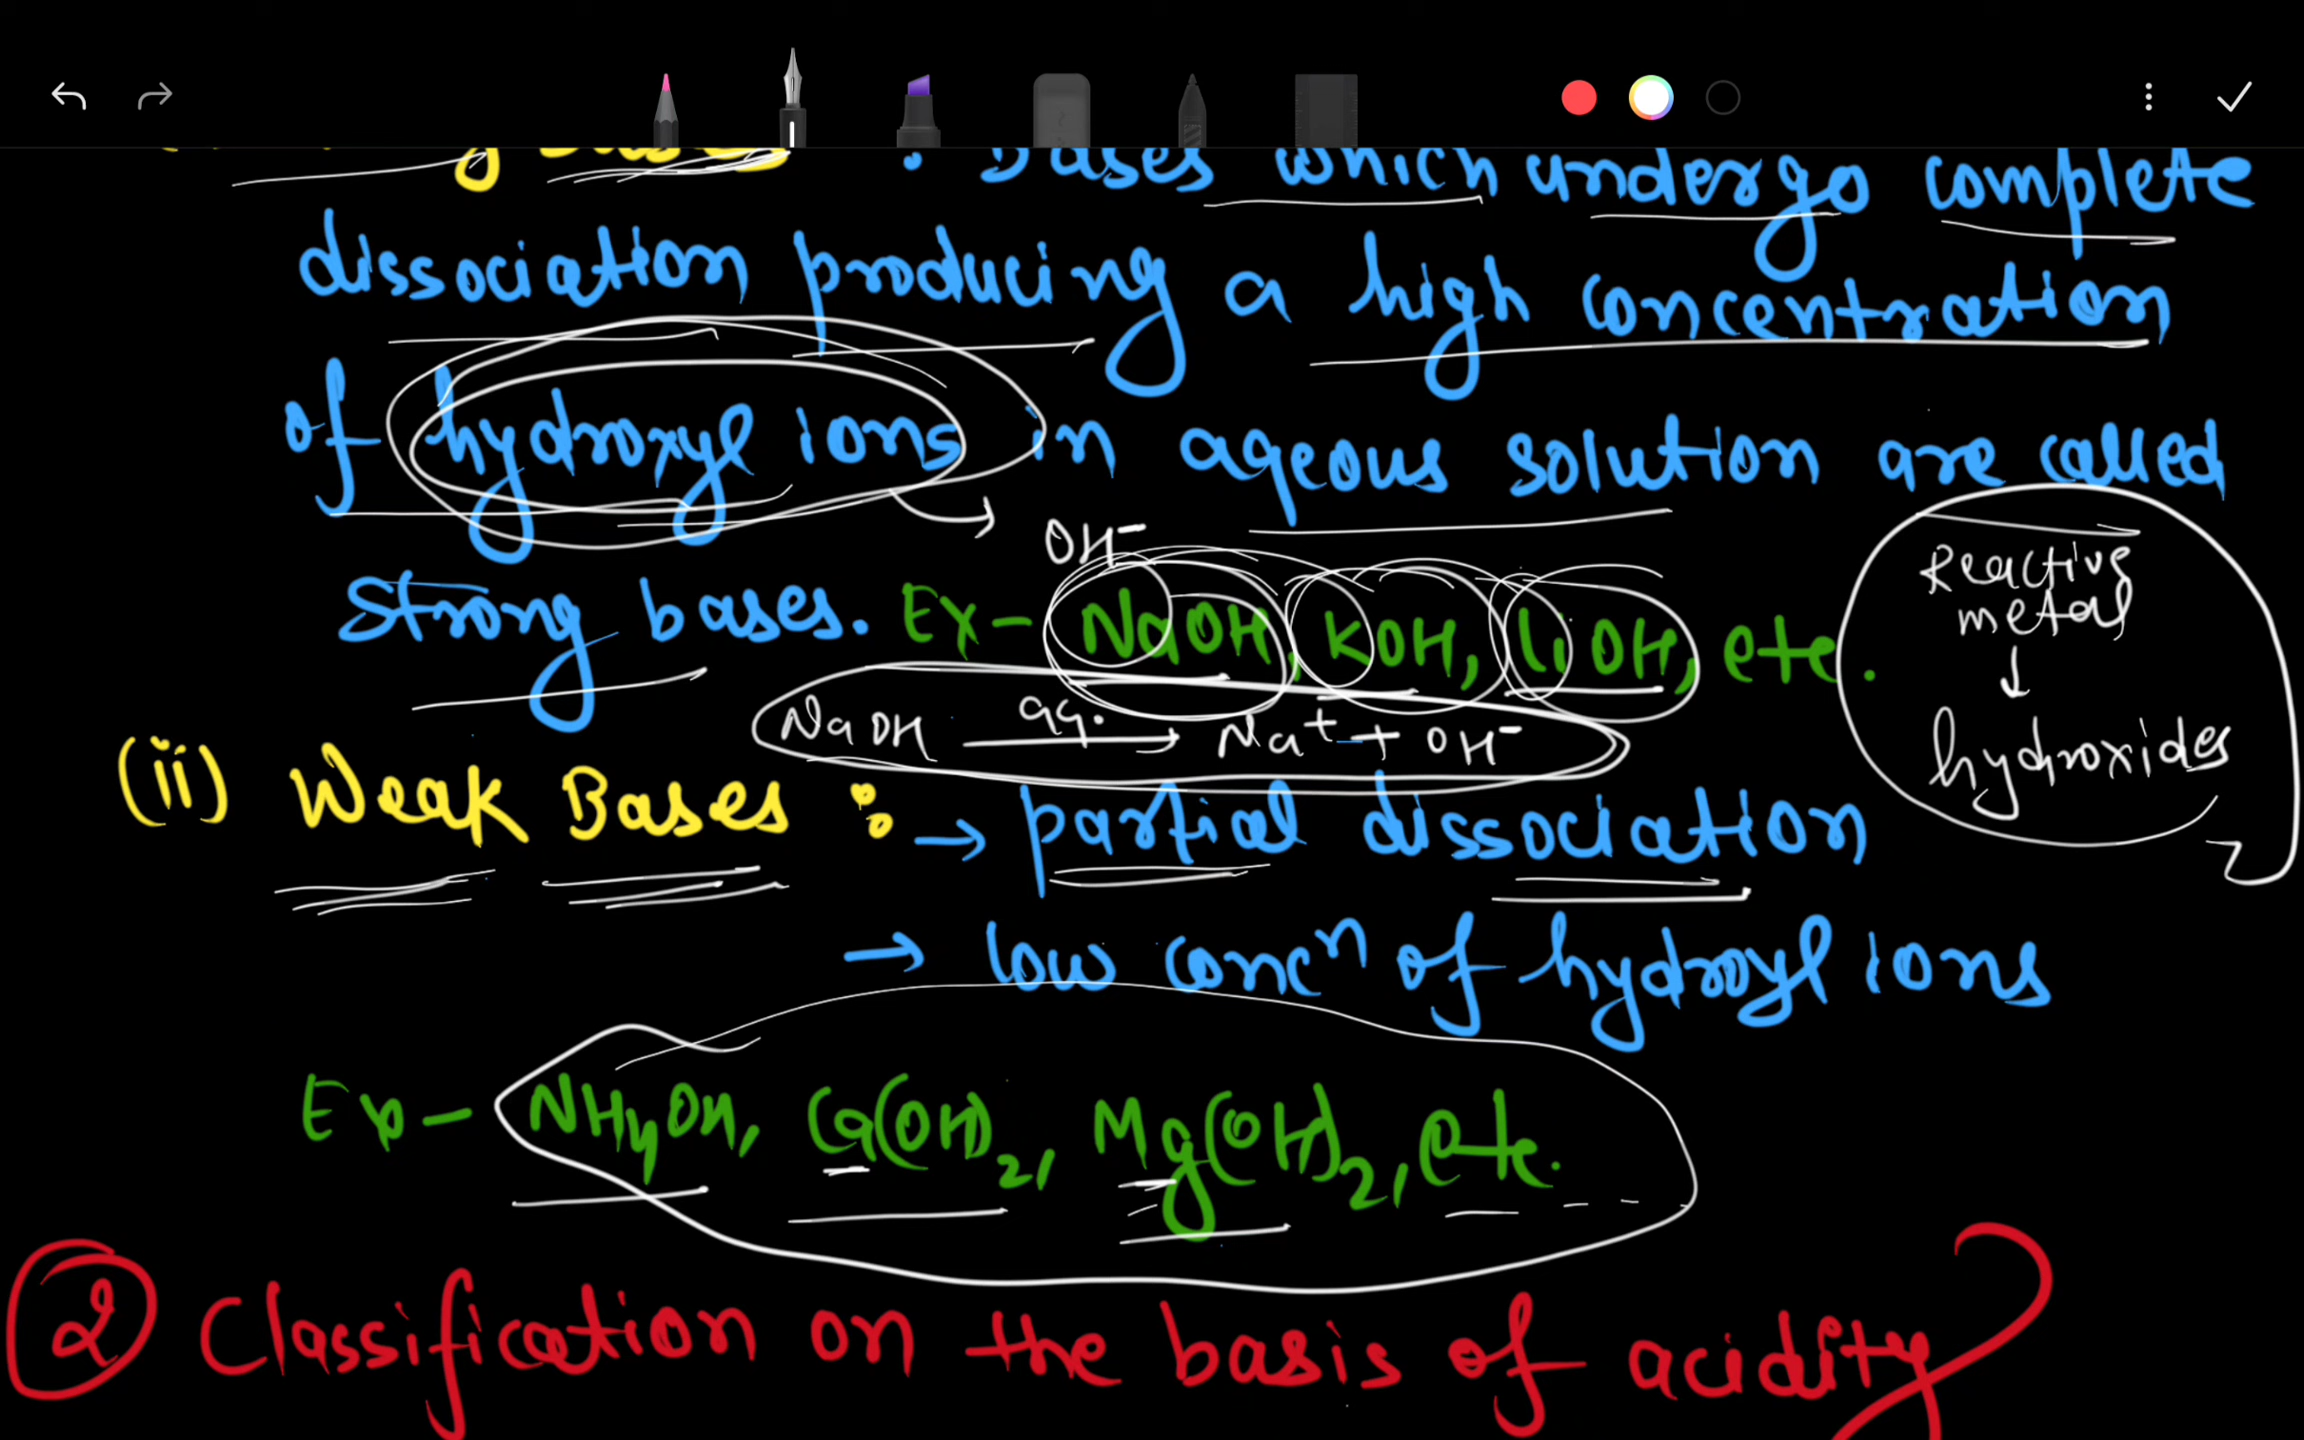 Bases : Bases which undergo complete
dissociation producing a high concentration
of hydroxyl ions in aqeous solution are called
OH⁻
Strong bases. Ex- NaOH, KOH, LiOH, etc.
Reactive
metal
↓
hydroxides
NaOH aq. → Na⁺ + OH⁻
(ii) Weak Bases : → partial dissociation
→ low concⁿ of hydroxyl ions
Ex- NH4OH, Ca(OH)2, Mg(OH)2, etc.
2 Classification on the basis of acidity